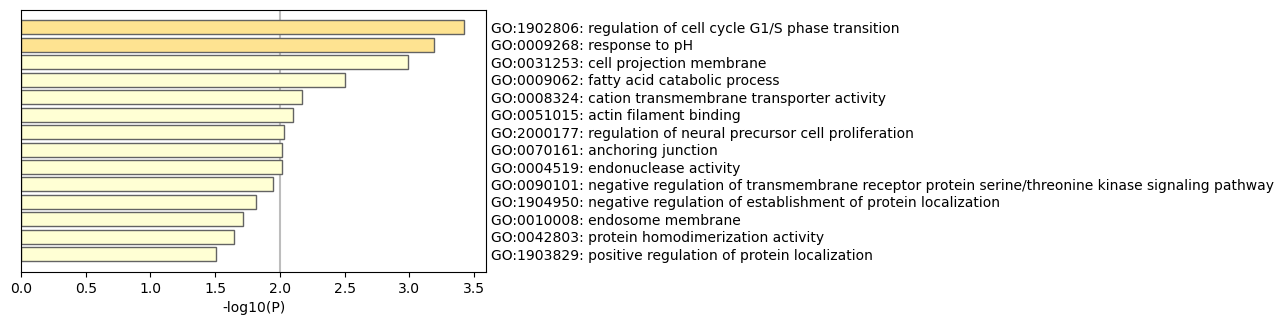 GO:1902806: regulation of cell cycle G1/S phase transition
GO:0009268: response to pH
GO:0031253: cell projection membrane
GO:0009062: fatty acid catabolic process
GO:0008324: cation transmembrane transporter activity
GO:0051015: actin filament binding
GO:2000177: regulation of neural precursor cell proliferation
GO:0070161: anchoring junction
GO:0004519: endonuclease activity
GO:0090101: negative regulation of transmembrane receptor protein serine/threonine kinase signaling pathway
GO:1904950: negative regulation of establishment of protein localization
GO:0010008: endosome membrane
GO:0042803: protein homodimerization activity
GO:1903829: positive regulation of protein localization
0.0 0.5 1.0 1.5 2.0 2.5 3.0 3.5
-log10(P)